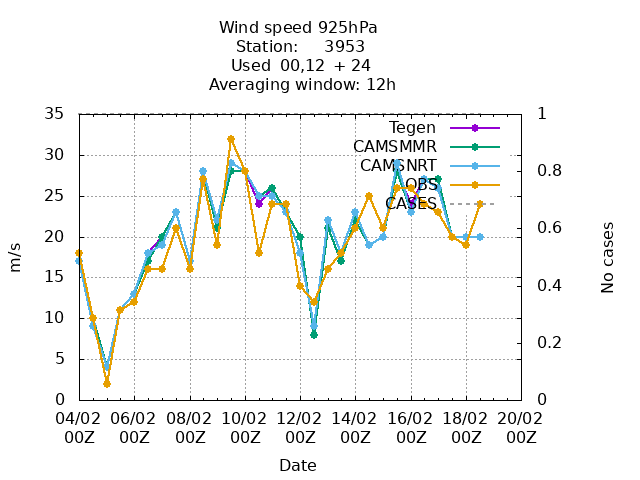 Wind speed 925hPa
Station: 3953
Used 00,12 + 24
Averaging window: 12h
35 1
Tegen
CAMSMMR
30
CAMSNRT 0.8
OBS
25
CASES
20 0.6
m/s
No cases
15
0.4
10
5 0.2
0 0
04/02 06/02 08/02 10/02 12/02 14/02 16/02 18/02 20/02
00Z 00Z 00Z 00Z 00Z 00Z 00Z 00Z 00Z
Date